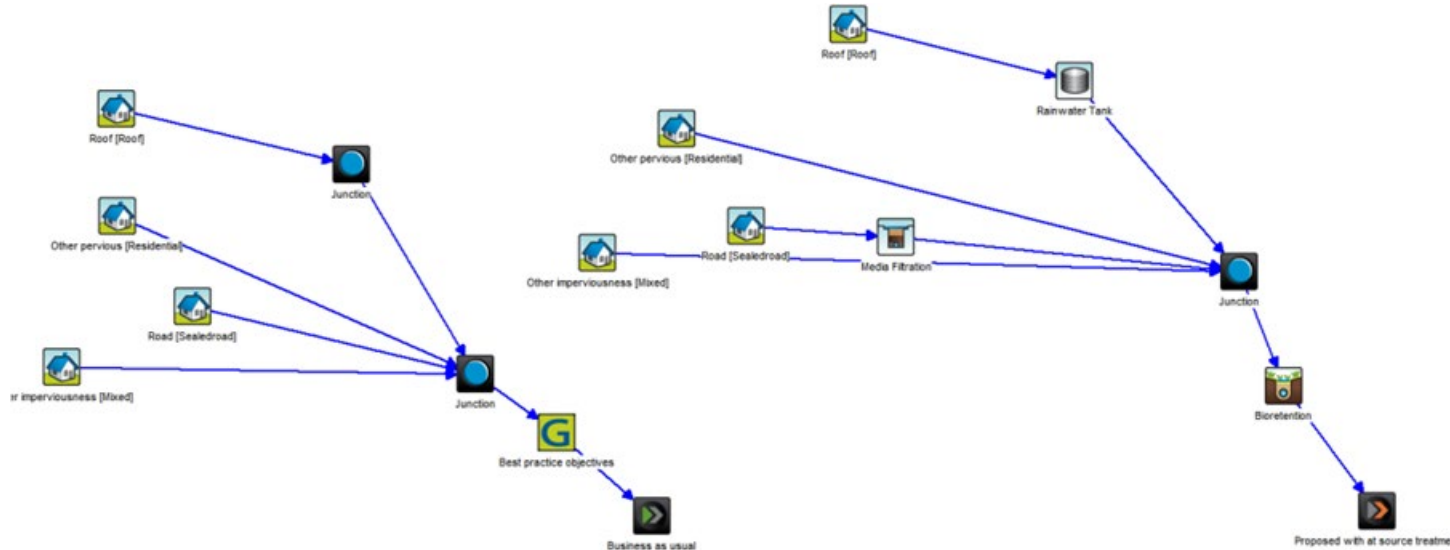 Roof [Roof]
Junction
Other pervious [Residential]
Road [Sealedroad]
er imperviousness [Mixed]
Junction
G
Best practice objectives
Business as usual
Roof [Roof]
Rainwater Tank
Other pervious [Residential]
Road [Sealedroad]
Media Filtration
Other imperviousness [Mixed]
Junction
Bioretention
Proposed with at source treatme